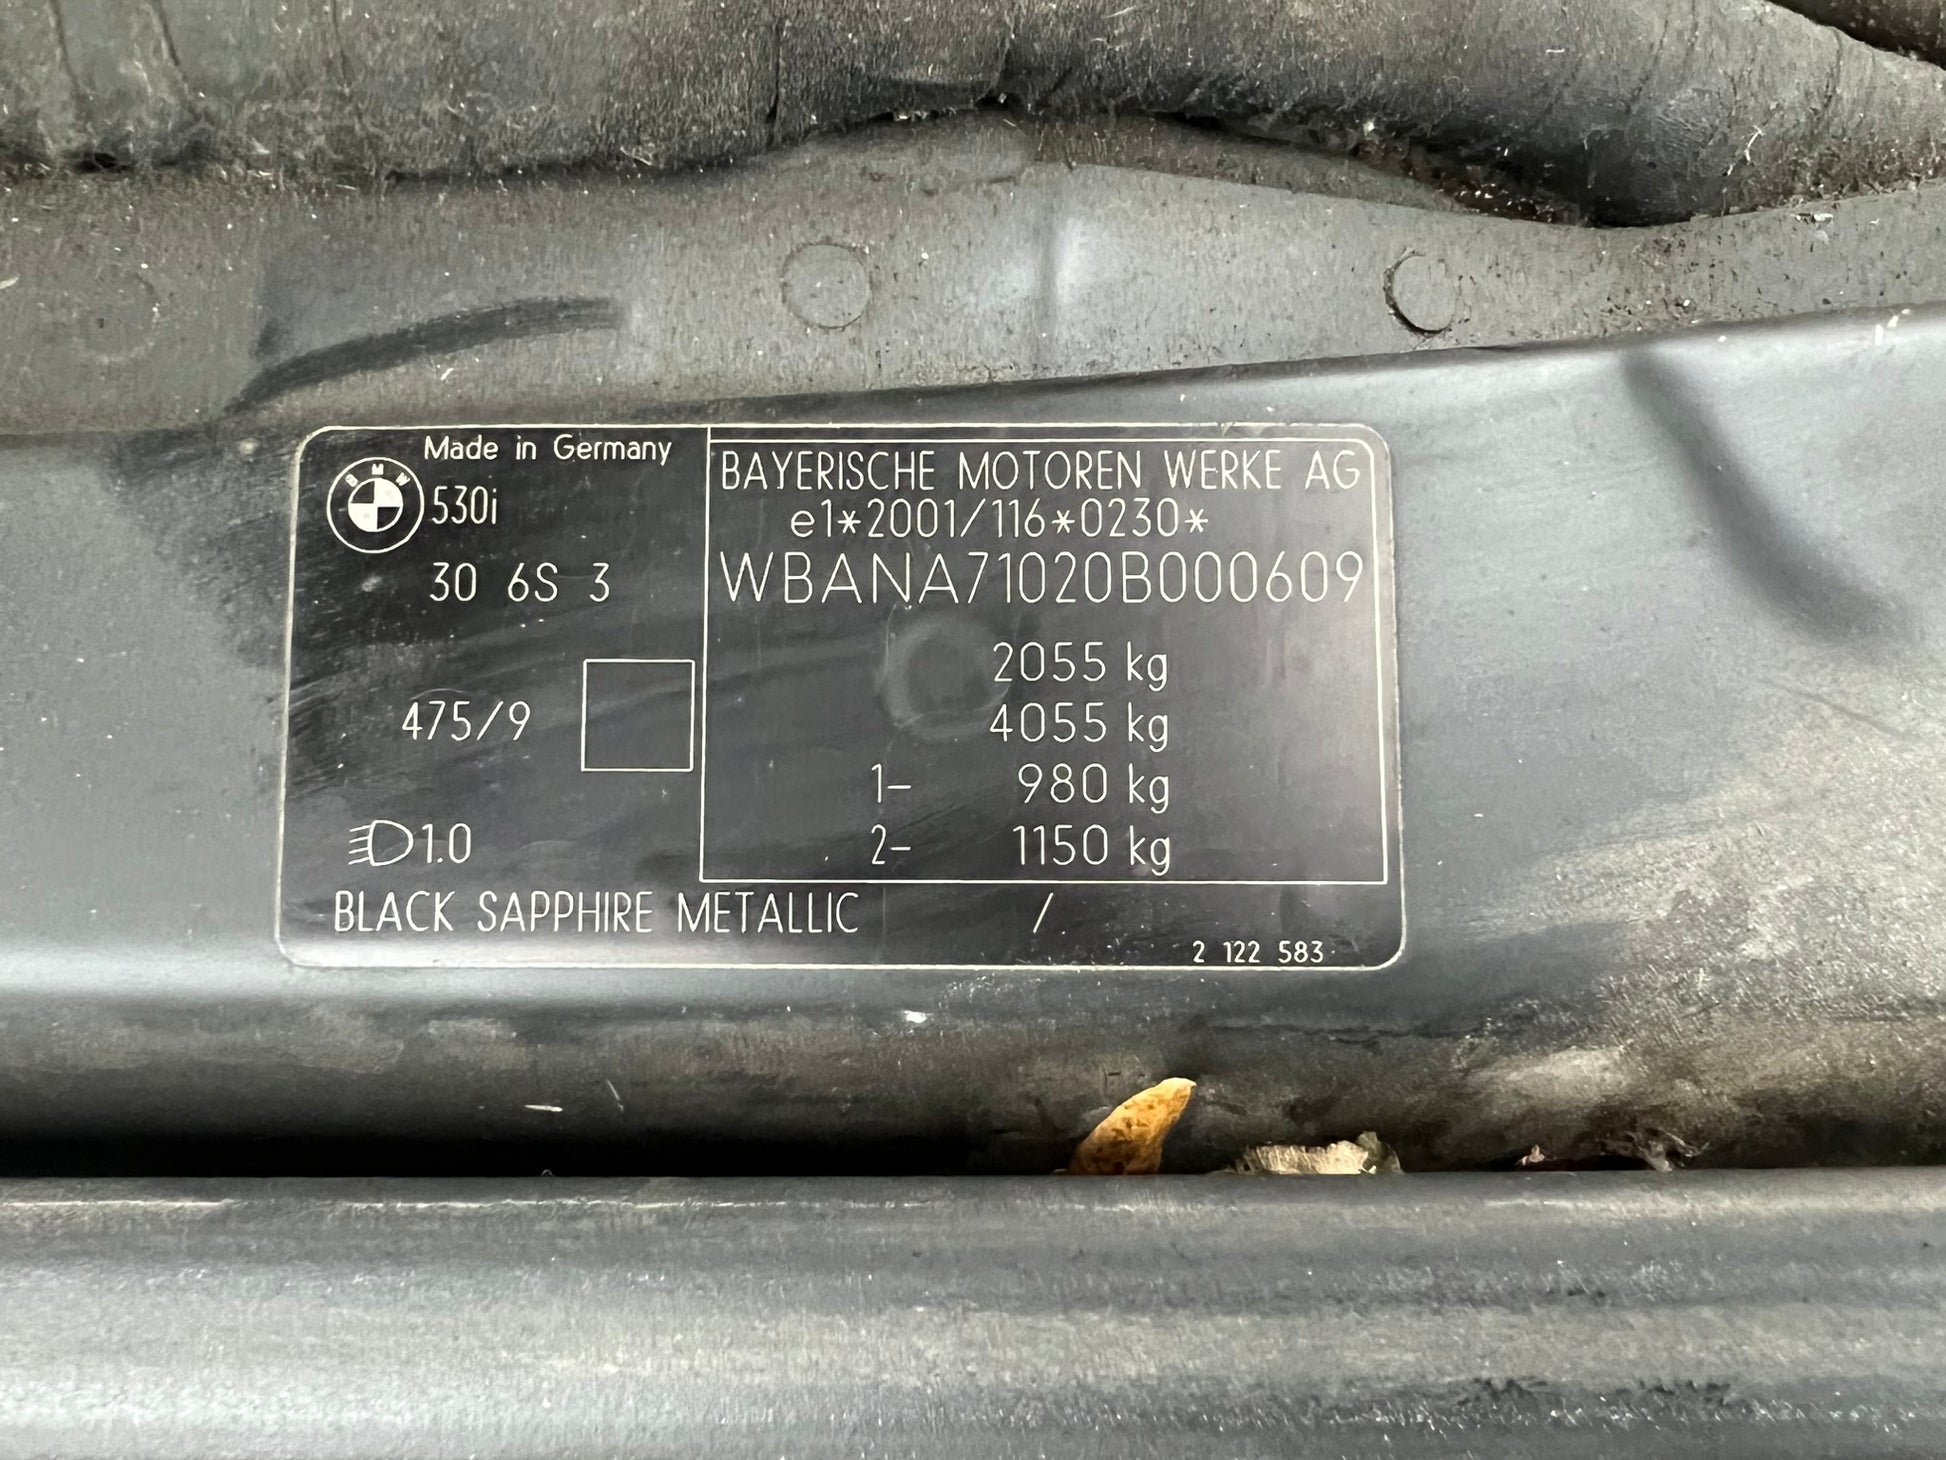 Made in Germany
BMW
530i
30 6S 3
475/9
1.0
BAYERISCHE MOTOREN WERKE AG
e1*2001/116*0230*
WBANA71020B000609
2055 kg
4055 kg
1- 980 kg
2- 1150 kg
BLACK SAPPHIRE METALLIC /
2 122 583